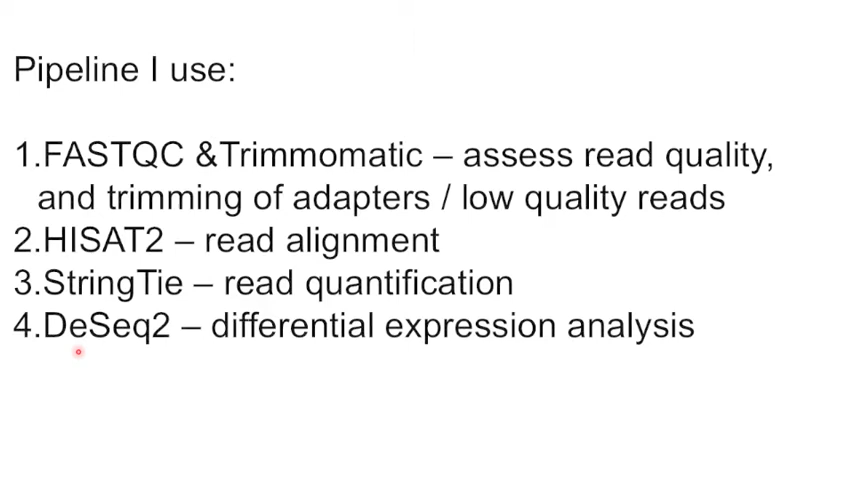 Pipeline I use:
1.FASTQC &Trimmomatic – assess read quality,
and trimming of adapters / low quality reads
2.HISAT2 – read alignment
3.StringTie – read quantification
4.DeSeq2 – differential expression analysis